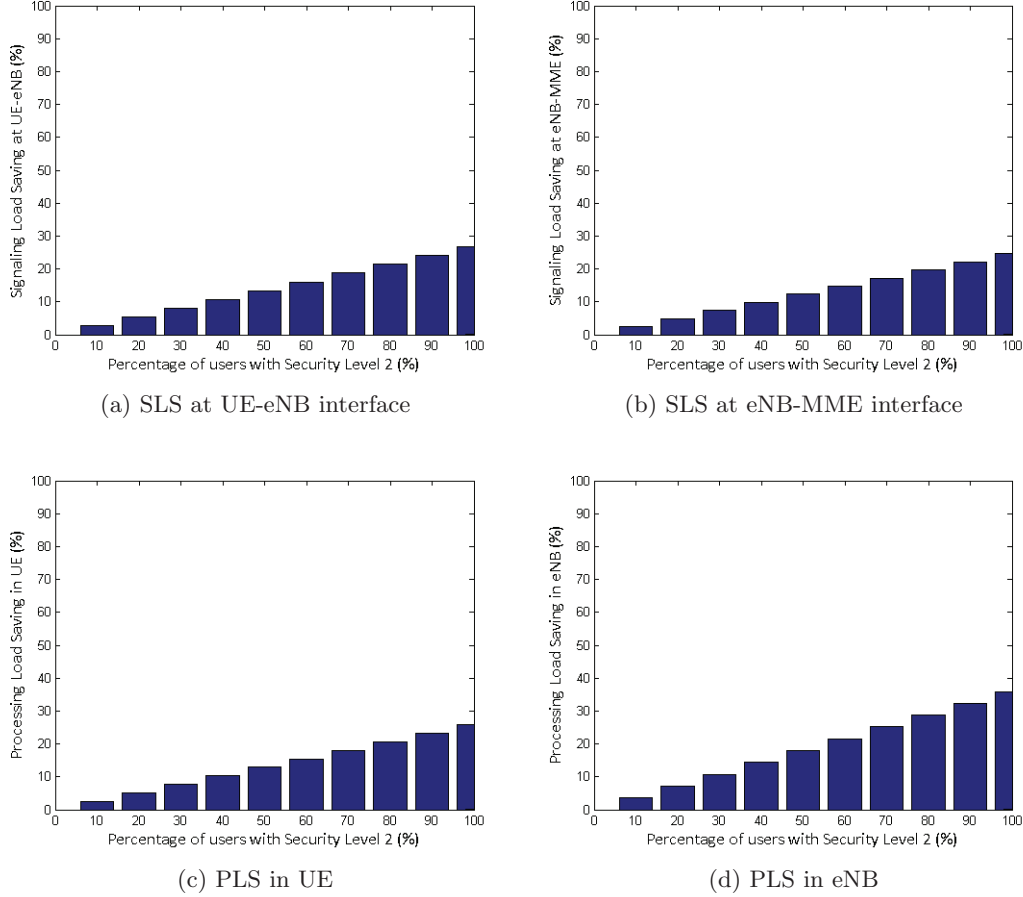 100
90
80
70
60
50
40
30
20
10
0
Signaling Load Saving at UE-eNB (%)
0 10 20 30 40 50 60 70 80 90 100
Percentage of users with Security Level 2 (%)
(a) SLS at UE-eNB interface
100
90
80
70
60
50
40
30
20
10
0
Signaling Load Saving at eNB-MME (%)
0 10 20 30 40 50 60 70 80 90 100
Percentage of users with Security Level 2 (%)
(b) SLS at eNB-MME interface
100
90
80
70
60
50
40
30
20
10
0
Processing Load Saving in UE (%)
0 10 20 30 40 50 60 70 80 90 100
Percentage of users with Security Level 2 (%)
(c) PLS in UE
100
90
80
70
60
50
40
30
20
10
0
Processing Load Saving in eNB (%)
0 10 20 30 40 50 60 70 80 90 100
Percentage of users with Security Level 2 (%)
(d) PLS in eNB